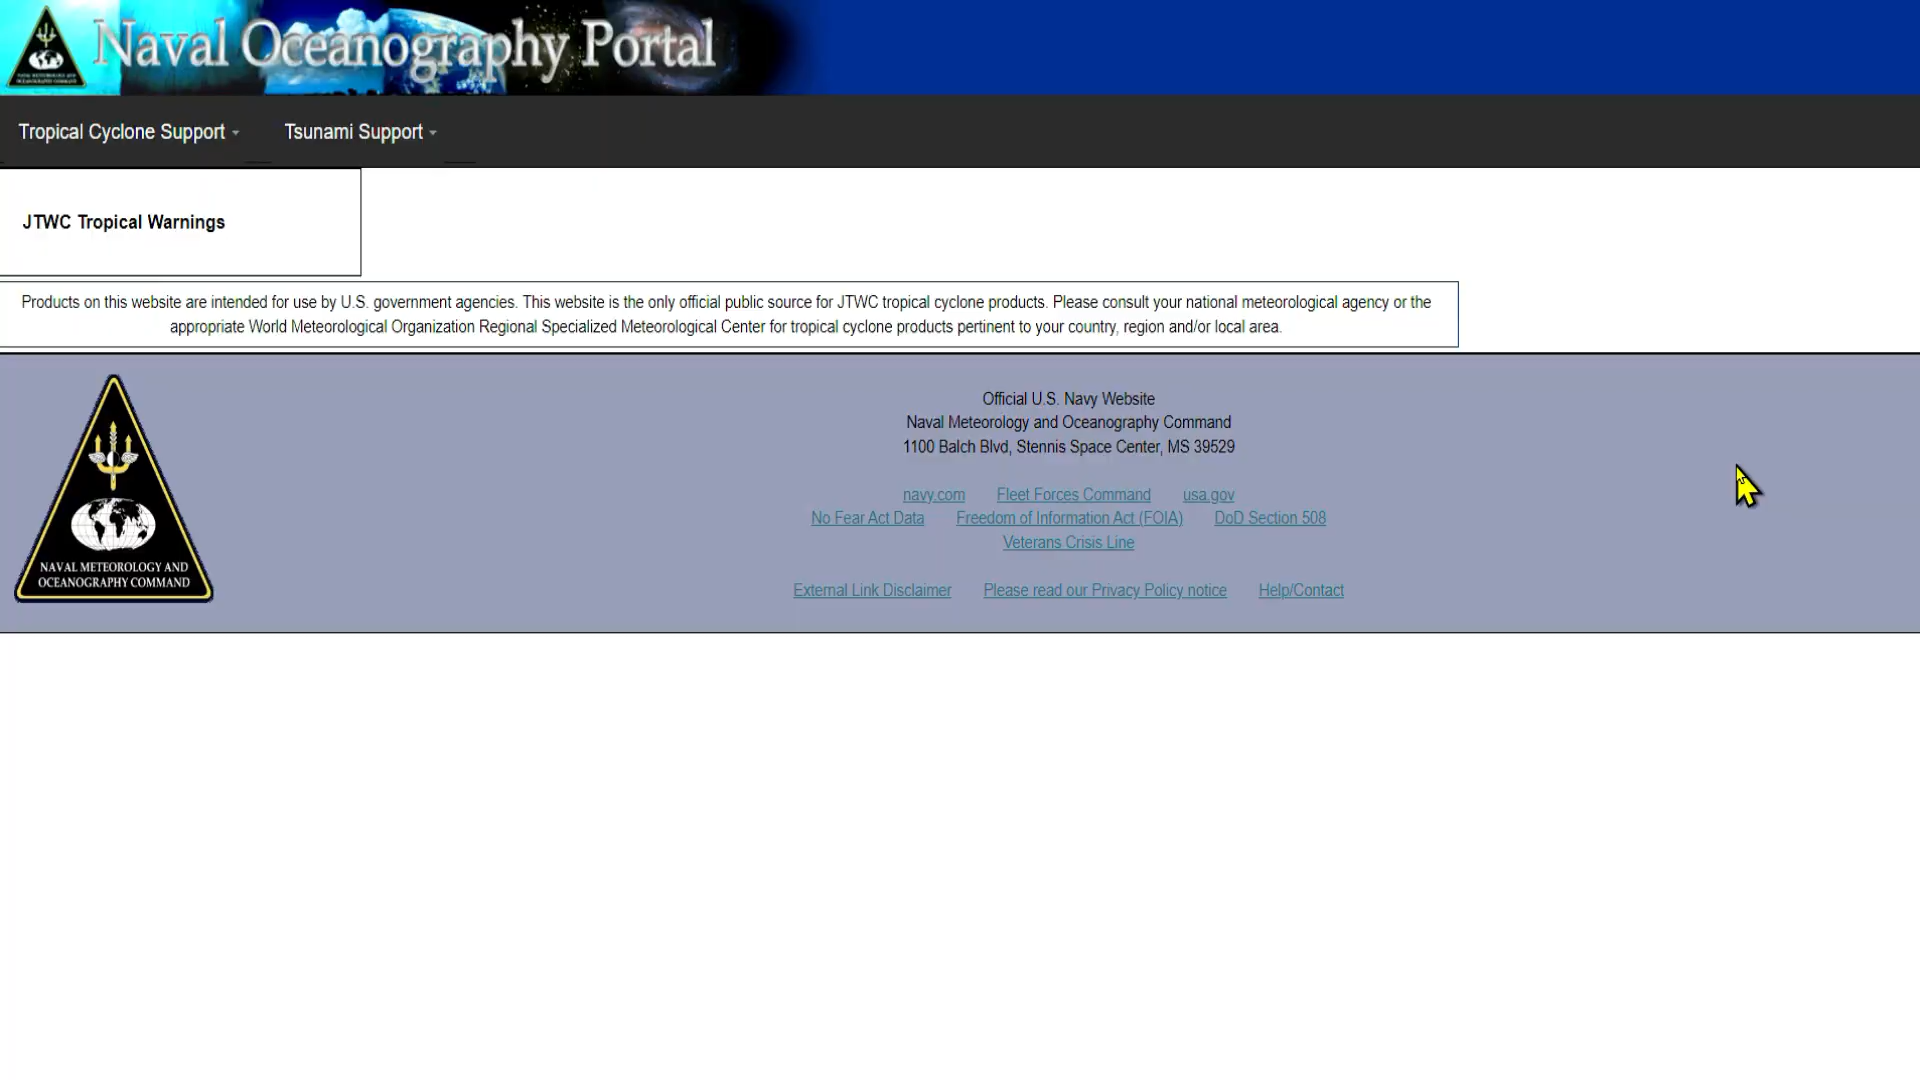 Naval Oceanography Portal
Tropical Cyclone Support
Tsunami Support
JTWC Tropical Warnings
Products on this website are intended for use by U.S. government agencies. This website is the only official public source for JTWC tropical cyclone products. Please consult your national meteorological agency or the
appropriate World Meteorological Organization Regional Specialized Meteorological Center for tropical cyclone products pertinent to your country, region and/or local area.
NAVAL METEOROLOGY AND
OCEANOGRAPHY COMMAND
Official U.S. Navy Website
Naval Meteorology and Oceanography Command
1100 Balch Blvd, Stennis Space Center, MS 39529
navy.com Fleet Forces Command usa.gov
No Fear Act Data Freedom of Information Act (FOIA) DoD Section 508
Veterans Crisis Line
External Link Disclaimer Please read our Privacy Policy notice Help/Contact